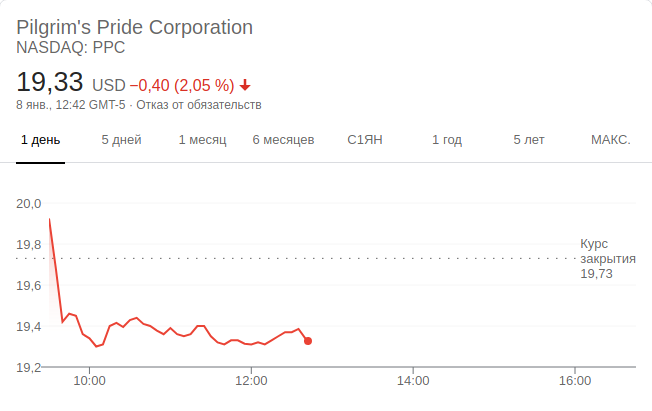 Pilgrim's Pride Corporation
NASDAQ: PPC
19,33 USD −0,40 (2,05 %)
8 янв., 12:42 GMT-5 · Отказ от обязательств
1 день 5 дней 1 месяц 6 месяцев С1ЯН 1 год 5 лет МАКС.
20,0
19,8
Курс
закрытия
19,73
19,6
19,4
19,2
10:00 12:00 14:00 16:00